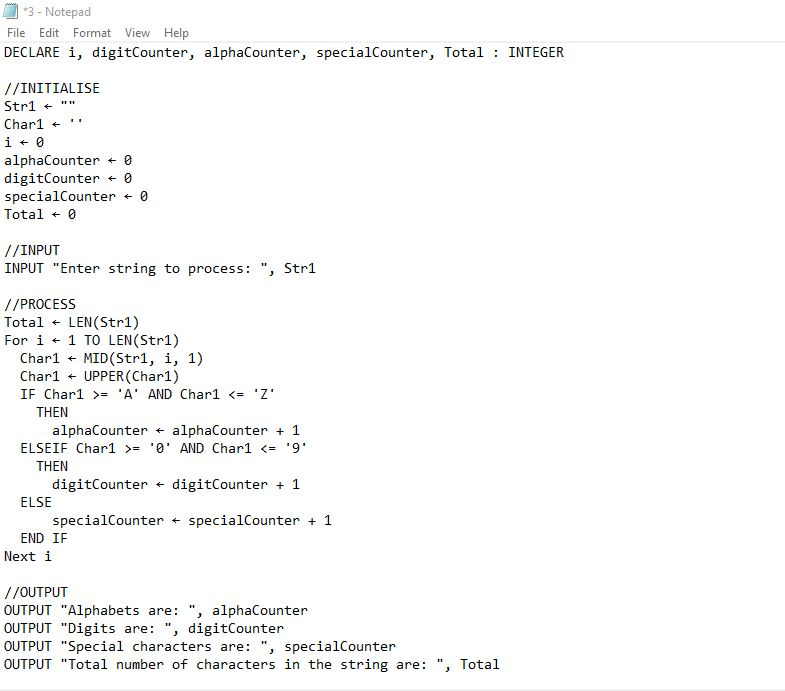 *3 - Notepad
File Edit Format View Help
DECLARE i, digitCounter, alphaCounter, specialCounter, Total : INTEGER
//INITIALISE
Str1 ← ""
Char1 ← ''
i ← 0
alphaCounter ← 0
digitCounter ← 0
specialCounter ← 0
Total ← 0
//INPUT
INPUT "Enter string to process: ", Str1
//PROCESS
Total ← LEN(Str1)
For i ← 1 TO LEN(Str1)
  Char1 ← MID(Str1, i, 1)
  Char1 ← UPPER(Char1)
  IF Char1 >= 'A' AND Char1 <= 'Z'
    THEN
      alphaCounter ← alphaCounter + 1
  ELSEIF Char1 >= '0' AND Char1 <= '9'
    THEN
      digitCounter ← digitCounter + 1
  ELSE
      specialCounter ← specialCounter + 1
  END IF
Next i
//OUTPUT
OUTPUT "Alphabets are: ", alphaCounter
OUTPUT "Digits are: ", digitCounter
OUTPUT "Special characters are: ", specialCounter
OUTPUT "Total number of characters in the string are: ", Total